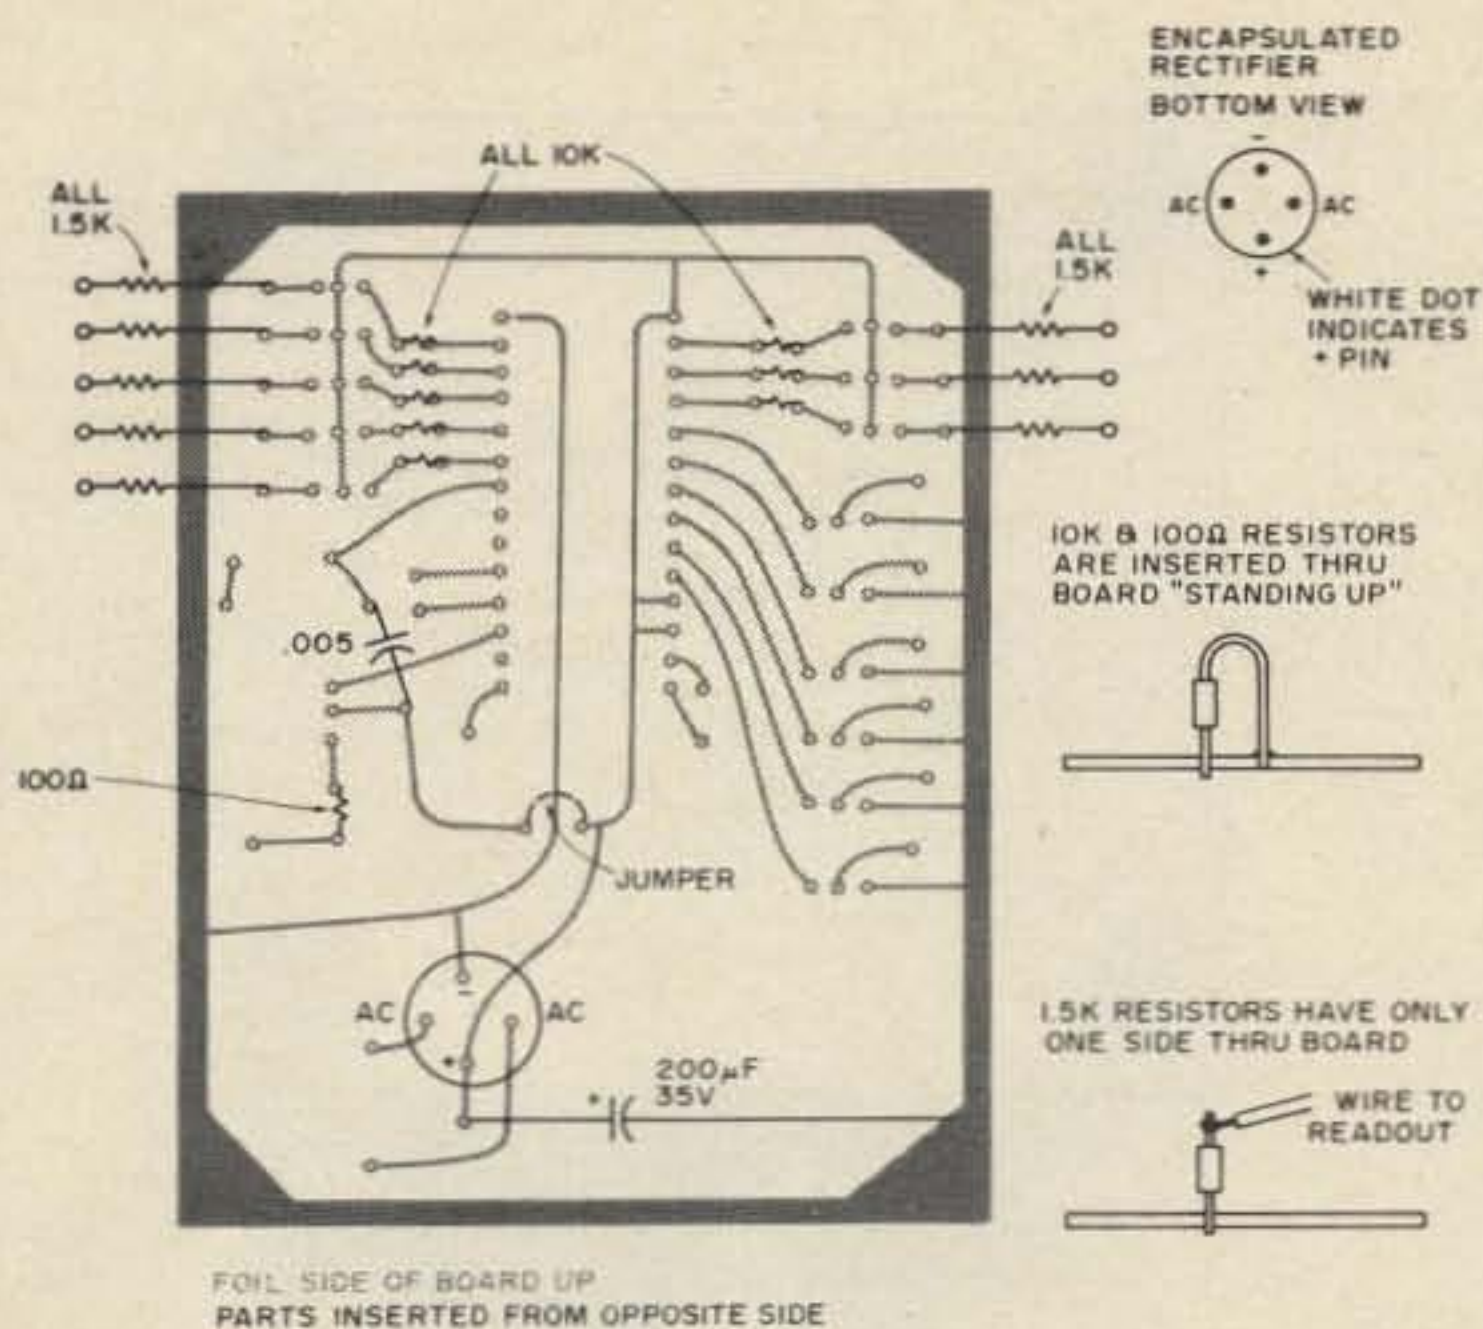 ENCAPSULATED
RECTIFIER
BOTTOM VIEW
-
AC
AC
+
WHITE DOT
INDICATES
+ PIN
ALL 10K
ALL
1.5K
ALL
1.5K
10K & 100Ω RESISTORS
ARE INSERTED THRU
BOARD "STANDING UP"
.005
100Ω
JUMPER
-
AC
AC
+
200µF
35V
+
1.5K RESISTORS HAVE ONLY
ONE SIDE THRU BOARD
WIRE TO
READOUT
FOIL SIDE OF BOARD UP
PARTS INSERTED FROM OPPOSITE SIDE